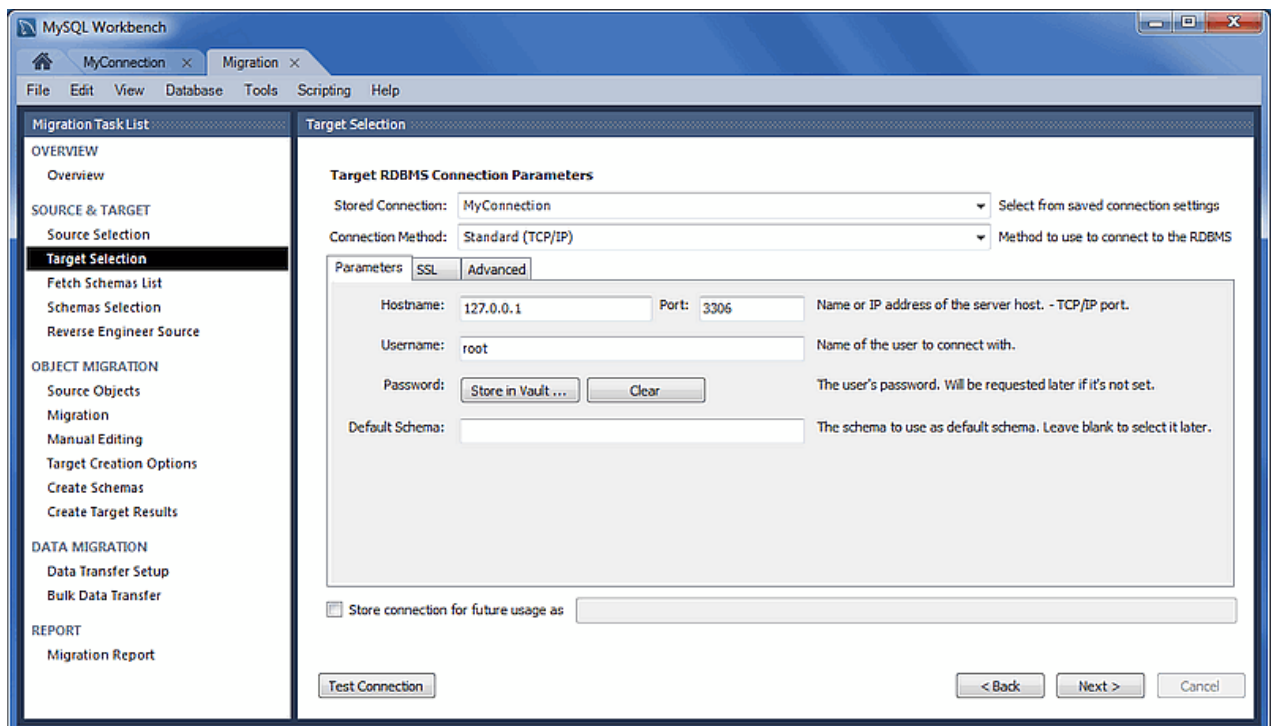 MySQL Workbench
MyConnection × Migration ×
File Edit View Database Tools Scripting Help
Migration Task List
OVERVIEW
Overview
SOURCE & TARGET
Source Selection
Target Selection
Fetch Schemas List
Schemas Selection
Reverse Engineer Source
OBJECT MIGRATION
Source Objects
Migration
Manual Editing
Target Creation Options
Create Schemas
Create Target Results
DATA MIGRATION
Data Transfer Setup
Bulk Data Transfer
REPORT
Migration Report
Target Selection
Target RDBMS Connection Parameters
Stored Connection: MyConnection Select from saved connection settings
Connection Method: Standard (TCP/IP) Method to use to connect to the RDBMS
Parameters SSL Advanced
Hostname: 127.0.0.1 Port: 3306 Name or IP address of the server host. - TCP/IP port.
Username: root Name of the user to connect with.
Password: Store in Vault ... Clear The user's password. Will be requested later if it's not set.
Default Schema: The schema to use as default schema. Leave blank to select it later.
Store connection for future usage as
Test Connection < Back Next > Cancel